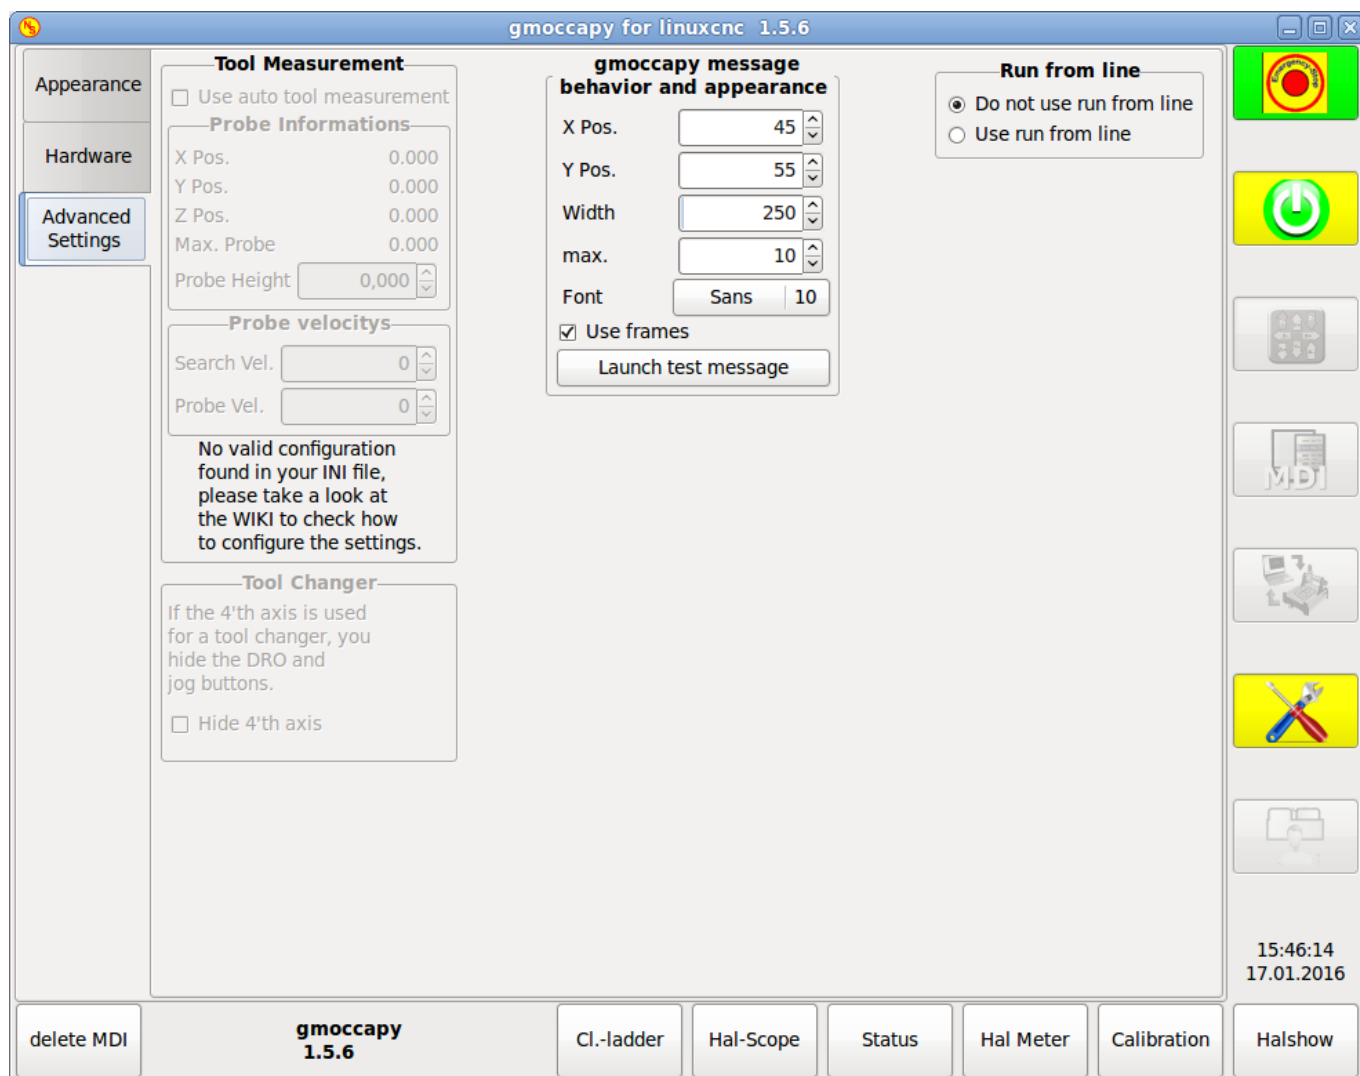 gmoccapy for linuxcnc 1.5.6
Appearance
Hardware
Advanced
Settings
Tool Measurement
Use auto tool measurement
Probe Informations
X Pos. 0.000
Y Pos. 0.000
Z Pos. 0.000
Max. Probe 0.000
Probe Height 0,000
Probe velocitys
Search Vel. 0
Probe Vel. 0
No valid configuration
found in your INI file,
please take a look at
the WIKI to check how
to configure the settings.
Tool Changer
If the 4'th axis is used
for a tool changer, you
hide the DRO and
jog buttons.
Hide 4'th axis
gmoccapy message
behavior and appearance
X Pos. 45
Y Pos. 55
Width 250
max. 10
Font Sans 10
Use frames
Launch test message
Run from line
Do not use run from line
Use run from line
Emergency-Stop
MDI
15:46:14
17.01.2016
delete MDI
gmoccapy
1.5.6
Cl.-ladder
Hal-Scope
Status
Hal Meter
Calibration
Halshow